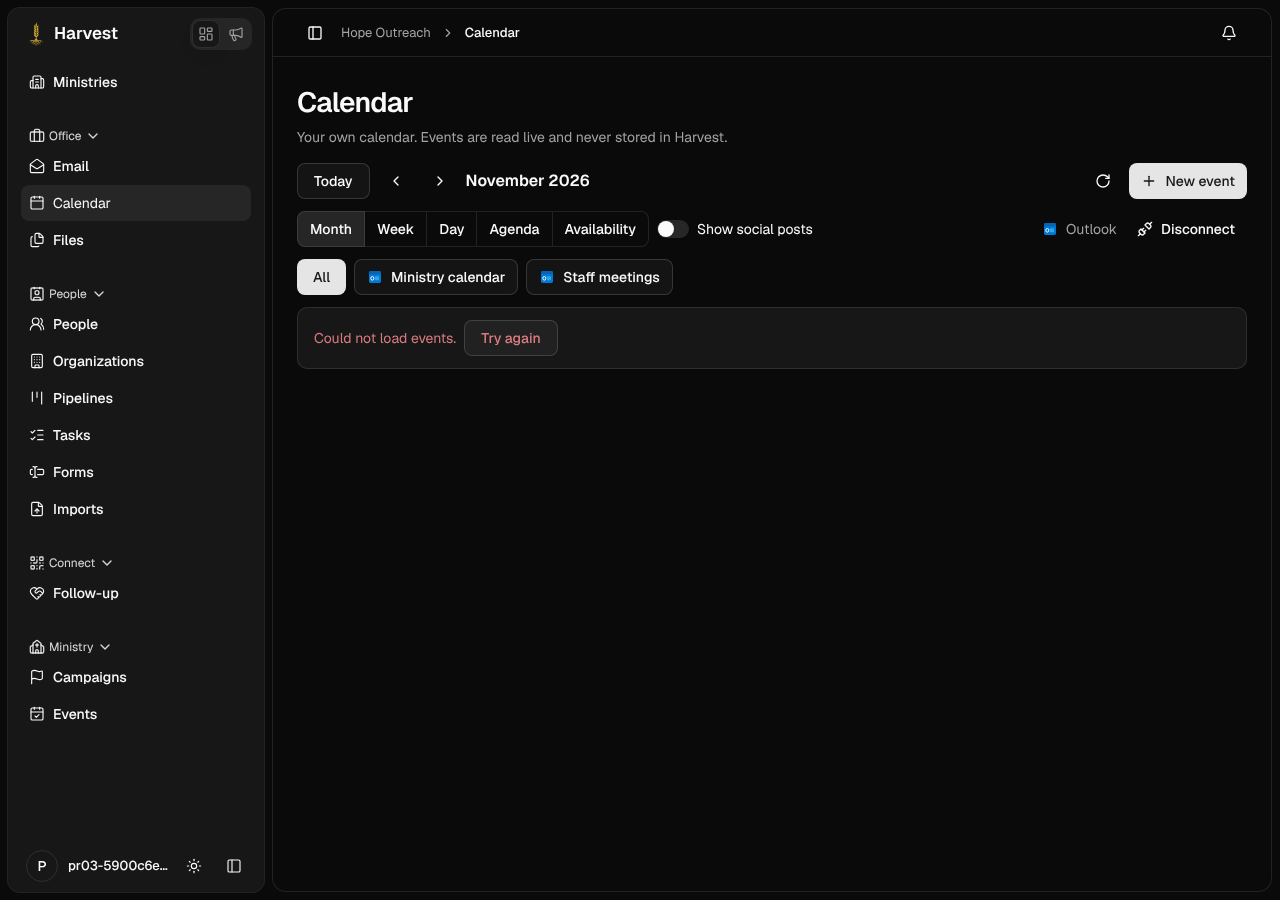 Harvest
Ministries
Office
Email
Calendar
Files
People
People
Organizations
Pipelines
Tasks
Forms
Imports
Connect
Follow-up
Ministry
Campaigns
Events
P pr03-5900c6e...
Hope Outreach > Calendar
Calendar
Your own calendar. Events are read live and never stored in Harvest.
Today November 2026 New event
Month Week Day Agenda Availability Show social posts Outlook Disconnect
All Ministry calendar Staff meetings
Could not load events. Try again